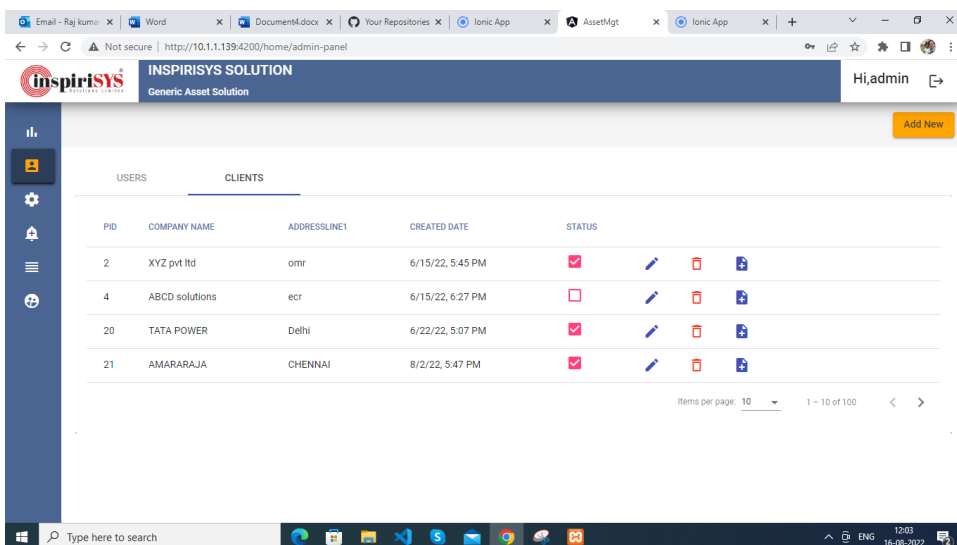 Email - Raj kumar
Word
Document4.docx
Your Repositories
Ionic App
AssetMgt
Ionic App
Not secure | http://10.1.1.139:4200/home/admin-panel
inspiriSYS
Solutions Limited
INSPIRISYS SOLUTION
Generic Asset Solution
Hi,admin
Add New
USERS CLIENTS
PID COMPANY NAME ADDRESSLINE1 CREATED DATE STATUS
2 XYZ pvt ltd omr 6/15/22, 5:45 PM
4 ABCD solutions ecr 6/15/22, 6:27 PM
20 TATA POWER Delhi 6/22/22, 5:07 PM
21 AMARARAJA CHENNAI 8/2/22, 5:47 PM
Items per page: 10 1 – 10 of 100
Type here to search
ENG
12:03
16-08-2022